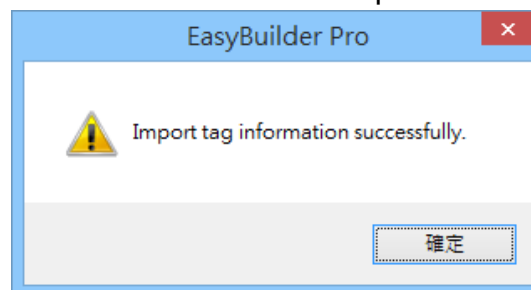 EasyBuilder Pro
Import tag information successfully.
確定